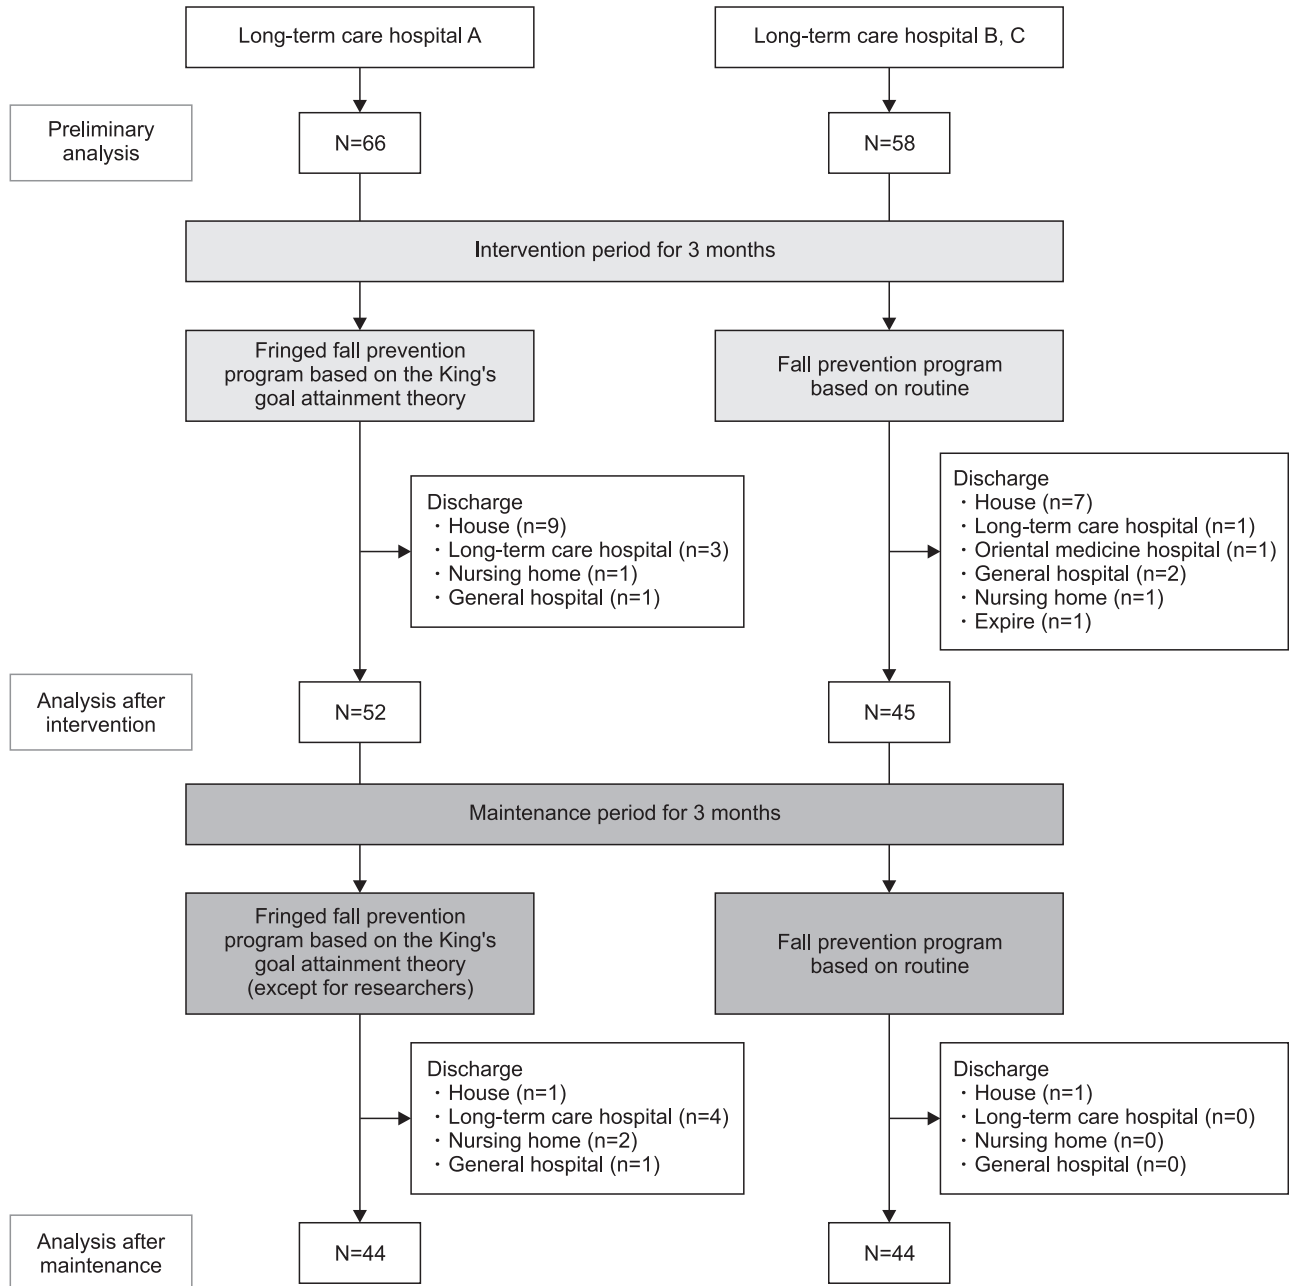 Long-term care hospital A
Long-term care hospital B, C
Preliminary
analysis
N=66
N=58
Intervention period for 3 months
Fringed fall prevention
program based on the King's
goal attainment theory
Fall prevention program
based on routine
Discharge
· House (n=9)
· Long-term care hospital (n=3)
· Nursing home (n=1)
· General hospital (n=1)
Discharge
· House (n=7)
· Long-term care hospital (n=1)
· Oriental medicine hospital (n=1)
· General hospital (n=2)
· Nursing home (n=1)
· Expire (n=1)
Analysis after
intervention
N=52
N=45
Maintenance period for 3 months
Fringed fall prevention
program based on the King's
goal attainment theory
(except for researchers)
Fall prevention program
based on routine
Discharge
· House (n=1)
· Long-term care hospital (n=4)
· Nursing home (n=2)
· General hospital (n=1)
Discharge
· House (n=1)
· Long-term care hospital (n=0)
· Nursing home (n=0)
· General hospital (n=0)
Analysis after
maintenance
N=44
N=44